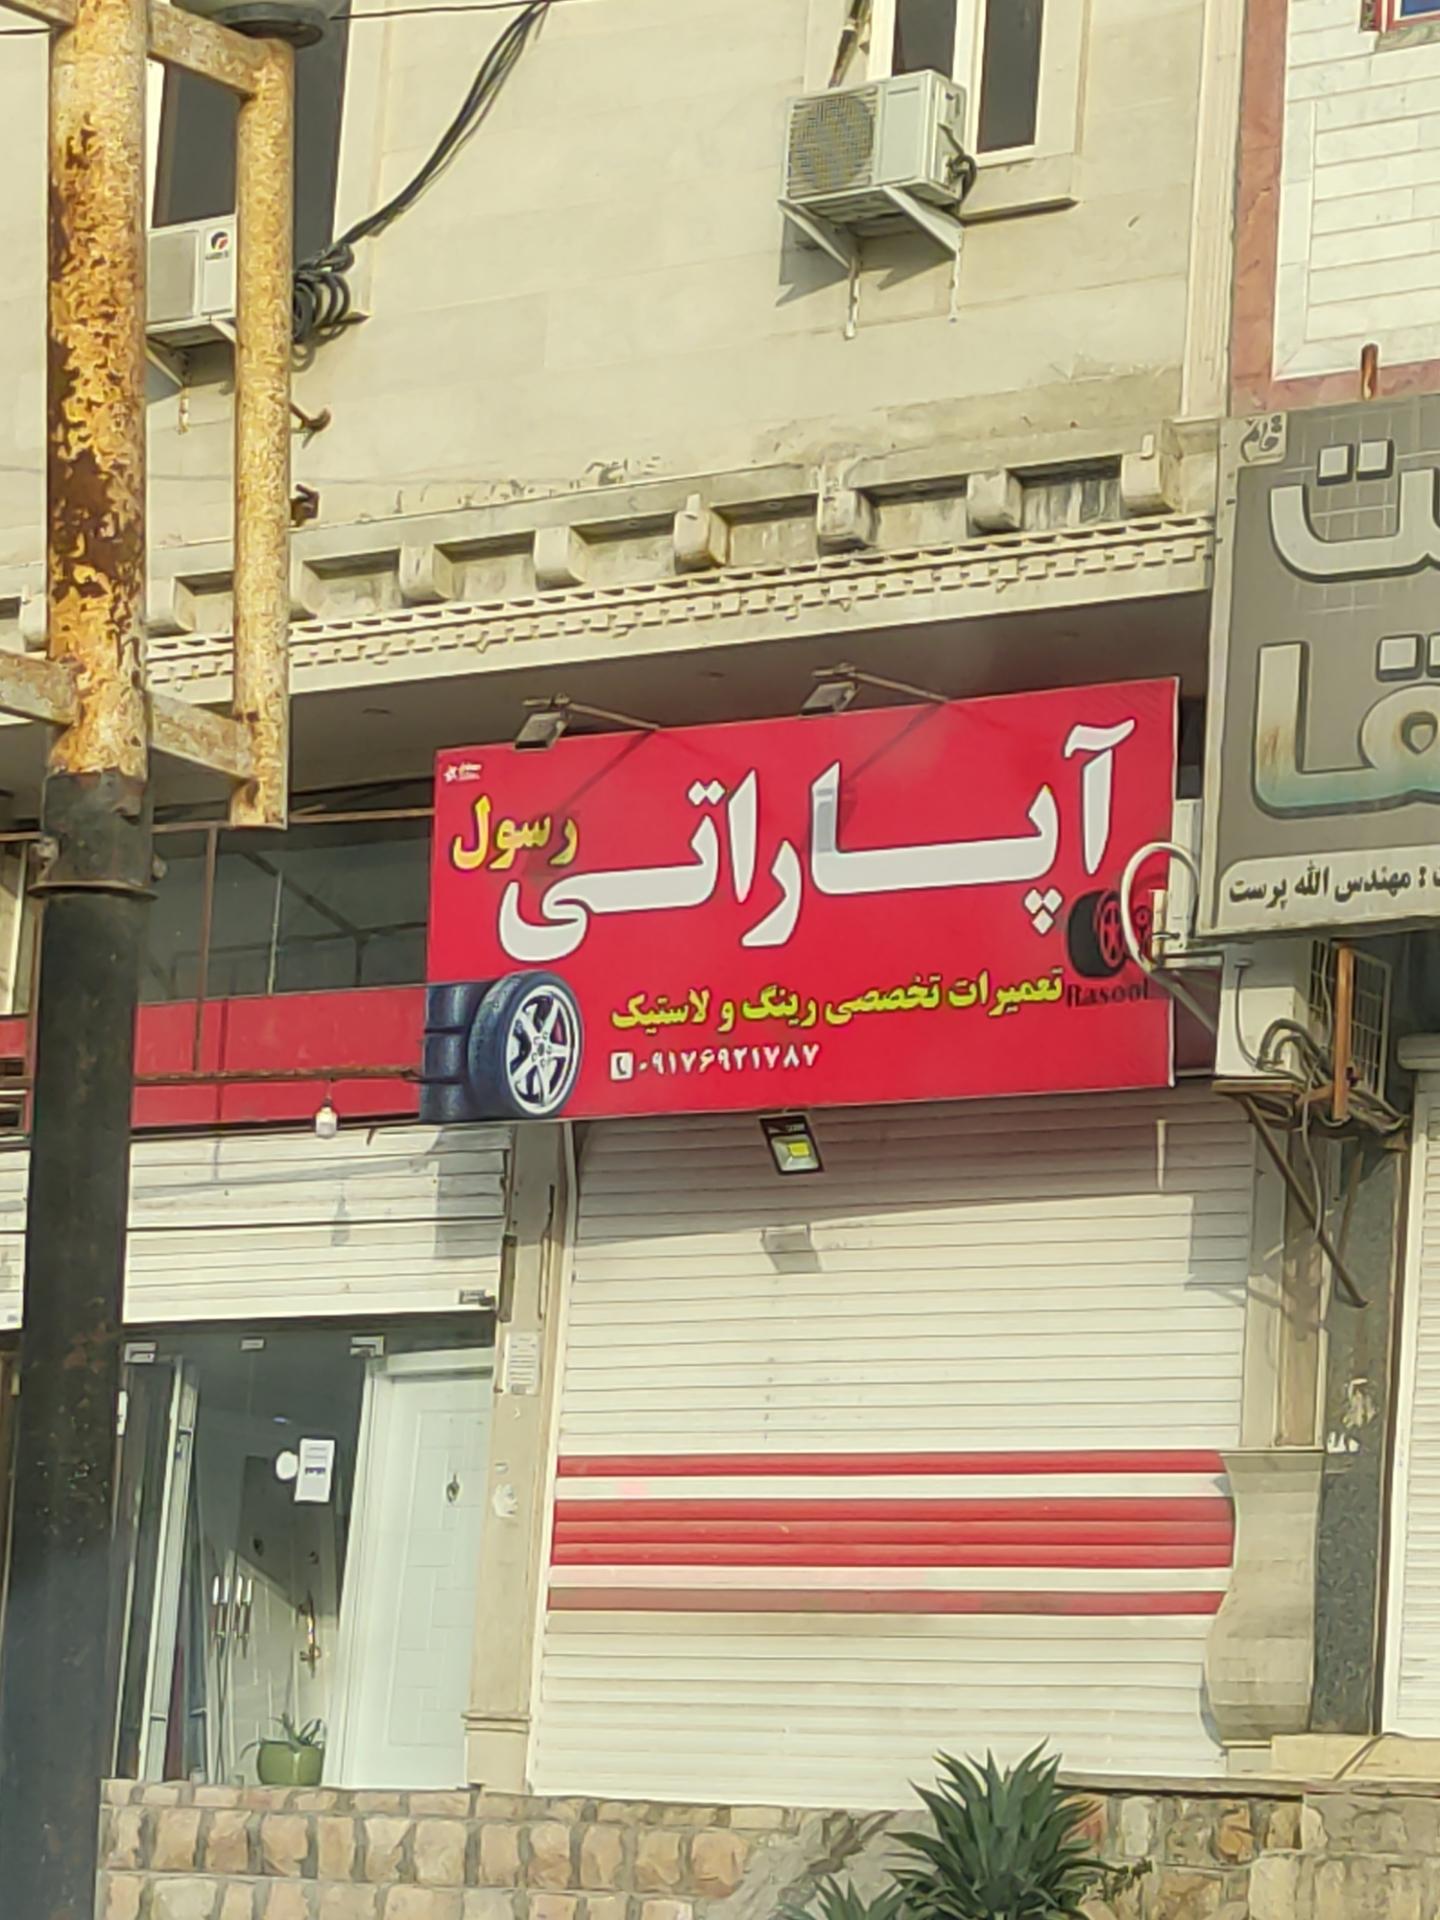 آپاراتی
رسول
تعمیرات تخصصی رینگ و لاستیک
۰۹۱۷۶۹۲۱۷۸۷
Rasool
: مهندس الله پرست